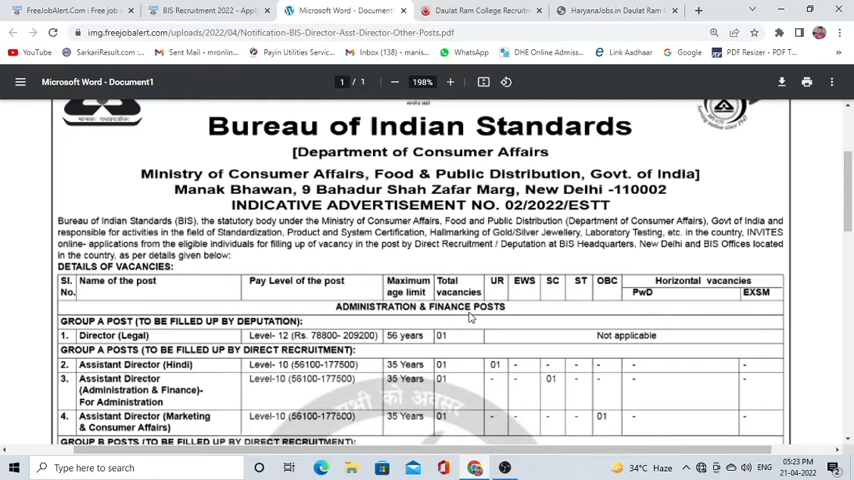 FreeJobAlert.Com : Free job a
BIS Recruitment 2022 - Apply
Microsoft Word - Document1
Daulat Ram College Recruitmen
HaryanaJobs.in Daulat Ram C
img.freejobalert.com/uploads/2022/04/Notification-BIS-Director-Asst-Director-Other-Posts.pdf
YouTube
SarkariResult.com :...
Sent Mail - mronlin...
Payin Utilities Servic...
Inbox (138) - manis...
WhatsApp
DHE Online Admiss...
Link Aadhaar
Google
PDF Resizer - PDF...
Microsoft Word - Document1
1 / 1
198%
Bureau of Indian Standards
[Department of Consumer Affairs
Ministry of Consumer Affairs, Food & Public Distribution, Govt. of India]
Manak Bhawan, 9 Bahadur Shah Zafar Marg, New Delhi -110002
INDICATIVE ADVERTISEMENT NO. 02/2022/ESTT
Bureau of Indian Standards (BIS), the statutory body under the Ministry of Consumer Affairs, Food and Public Distribution (Department of Consumer Affairs), Govt of India and
responsible for activities in the field of Standardization, Product and System Certification, Hallmarking of Gold/Silver Jewellery, Laboratory Testing, etc. in the country, INVITES
online- applications from the eligible individuals for filling up of vacancy in the post by Direct Recruitment / Deputation at BIS Headquarters, New Delhi and BIS Offices located
in the country, as per details given below:
DETAILS OF VACANCIES:
Sl. No. Name of the post Pay Level of the post Maximum age limit Total vacancies UR EWS SC ST OBC Horizontal vacancies
PwD EXSM
ADMINISTRATION & FINANCE POSTS
GROUP A POST (TO BE FILLED UP BY DEPUTATION):
1. Director (Legal) Level- 12 (Rs. 78800- 209200) 56 years 01 Not applicable
GROUP A POSTS (TO BE FILLED UP BY DIRECT RECRUITMENT):
2. Assistant Director (Hindi) Level- 10 (56100-177500) 35 years 01 01 - - - - - -
3. Assistant Director Level-10 (56100-177500) 35 Years 01 - - 01 - - - -
(Administration & Finance)-
For Administration
4. Assistant Director (Marketing Level-10 (56100-177500) 35 Years 01 - - - - 01 - -
& Consumer Affairs)
GROUP B POSTS (TO BE FILLED UP BY DIRECT RECRUITMENT):
Type here to search
34°C Haze
ENG
05:23 PM
21-04-2022
2